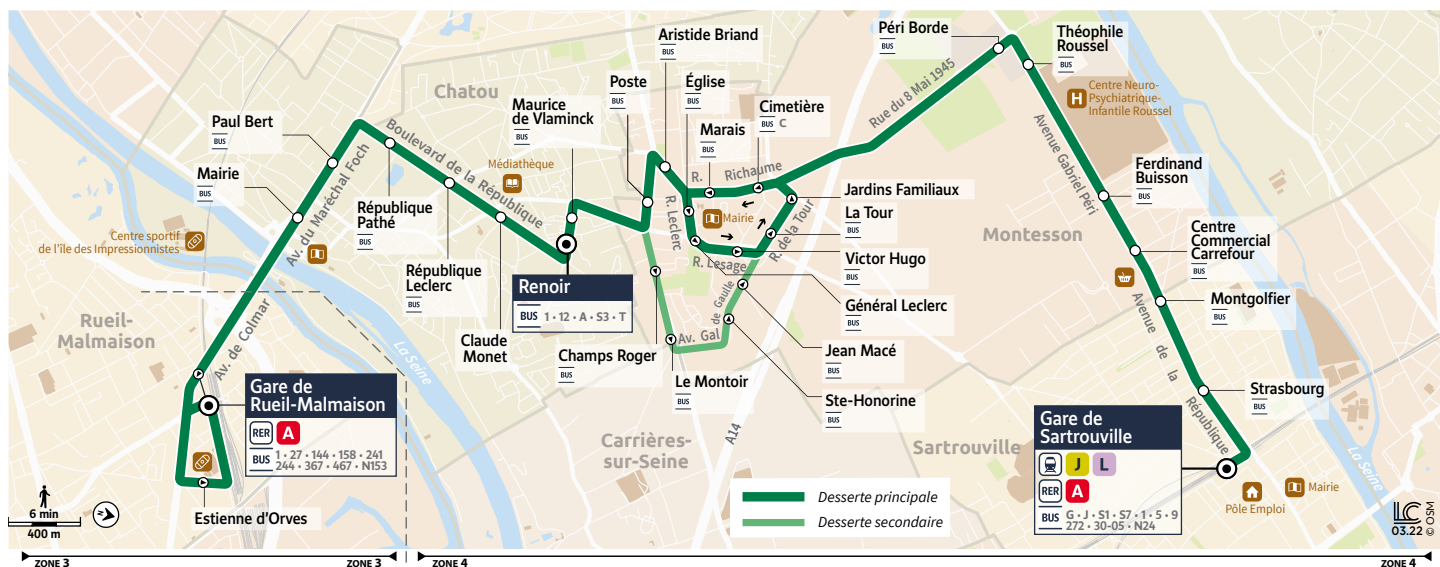 Aristide Briand
BUS
Péri Borde
BUS
Théophile
Roussel
BUS
Chatou
Poste
BUS
Église
BUS
Centre Neuro-
Psychiatrique-
Infantile Roussel
H
Maurice
de Vlaminck
BUS
Cimetière
BUS C
Rue du 8 Mai 1945
Paul Bert
BUS
Marais
BUS
Boulevard de la République
Médiathèque
Avenue Gabriel Péri
Mairie
BUS
Av. du Maréchal Foch
R. Richaume
Ferdinand
Buisson
BUS
Jardins Familiaux
République
Pathé
BUS
R. Leclerc
Mairie
R. de la Tour
La Tour
BUS
Centre sportif
de l'île des Impressionnistes
Montesson
Centre
Commercial
Carrefour
BUS
République
Leclerc
BUS
R. Lesage
Victor Hugo
BUS
Renoir
BUS 1 • 12 • A • S3 • T
Général Leclerc
BUS
Montgolfier
BUS
Rueil-
Malmaison
Av. de Colmar
La Seine
Claude
Monet
Champs Roger
BUS
Av. Gal de Gaulle
Jean Macé
BUS
Avenue de la République
Gare de
Rueil-Malmaison
RER A
BUS 1 • 27 • 144 • 158 • 241
244 • 367 • 467 • N153
Le Montoir
BUS
Ste-Honorine
BUS
Strasbourg
BUS
Carrières-
sur-Seine
A14
Sartrouville
Gare de
Sartrouville
J L
RER A
BUS G • J • S1 • S7 • 1 • 5 • 9
272 • 30-05 • N24
La Seine
Estienne d'Orves
Desserte principale
Desserte secondaire
Pôle Emploi
Mairie
6 min
400 m
LC
03.22 © OSM
ZONE 3
ZONE 3
ZONE 4
ZONE 4